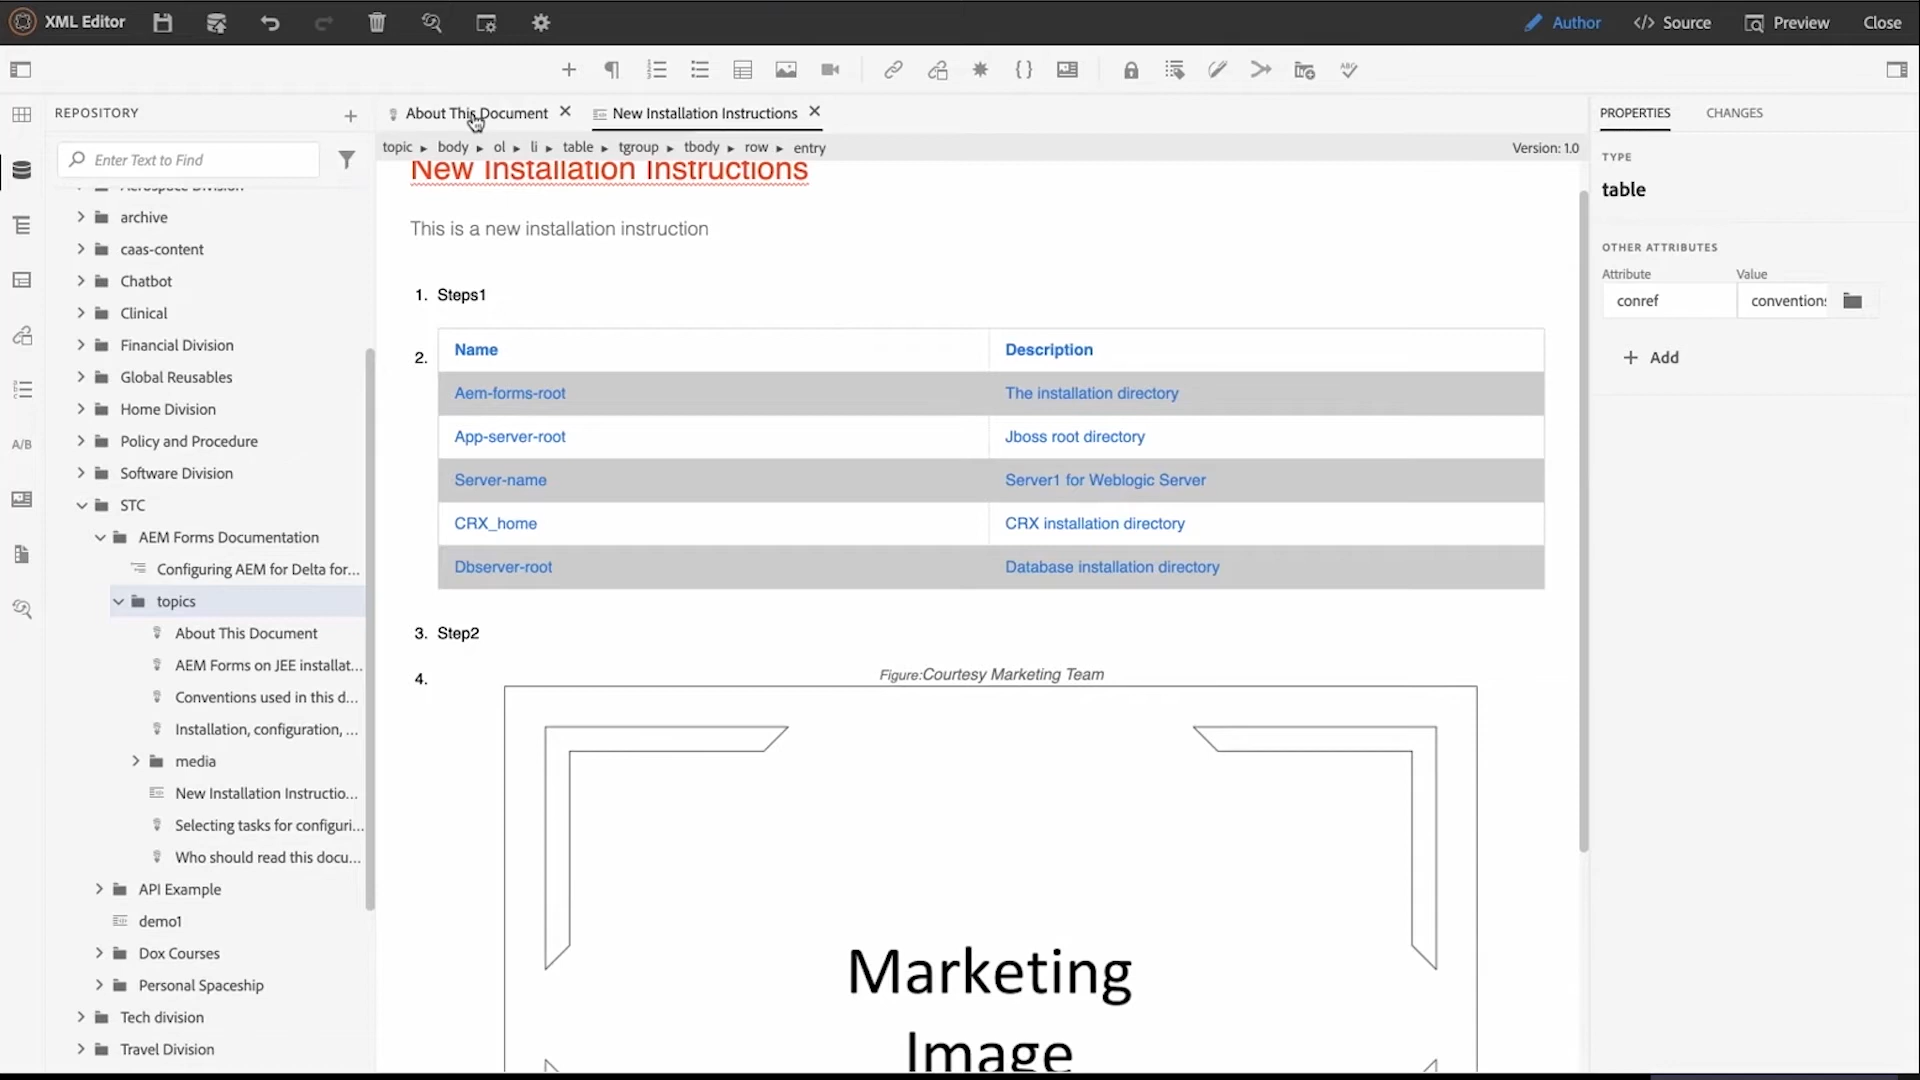 XML Editor
Author
</> Source
Preview
Close
REPOSITORY
Enter Text to Find
Aerospace Division
archive
caas-content
Chatbot
Clinical
Financial Division
Global Reusables
Home Division
Policy and Procedure
Software Division
STC
AEM Forms Documentation
Configuring AEM for Delta for...
topics
About This Document
AEM Forms on JEE installat...
Conventions used in this d...
Installation, configuration, ...
media
New Installation Instructio...
Selecting tasks for configuri...
Who should read this docu...
API Example
demo1
Dox Courses
Personal Spaceship
Tech division
Travel Division
A/B
About This Document
New Installation Instructions
topic ▸ body ▸ ol ▸ li ▸ table ▸ tgroup ▸ tbody ▸ row ▸ entry
Version: 1.0
New Installation Instructions
This is a new installation instruction
1. Steps1
2.
Name Description
Aem-forms-root The installation directory
App-server-root Jboss root directory
Server-name Server1 for Weblogic Server
CRX_home CRX installation directory
Dbserver-root Database installation directory
3. Step2
4.
Figure:Courtesy Marketing Team
Marketing
Image
PROPERTIES
CHANGES
TYPE
table
OTHER ATTRIBUTES
Attribute Value
conref conventions
+ Add